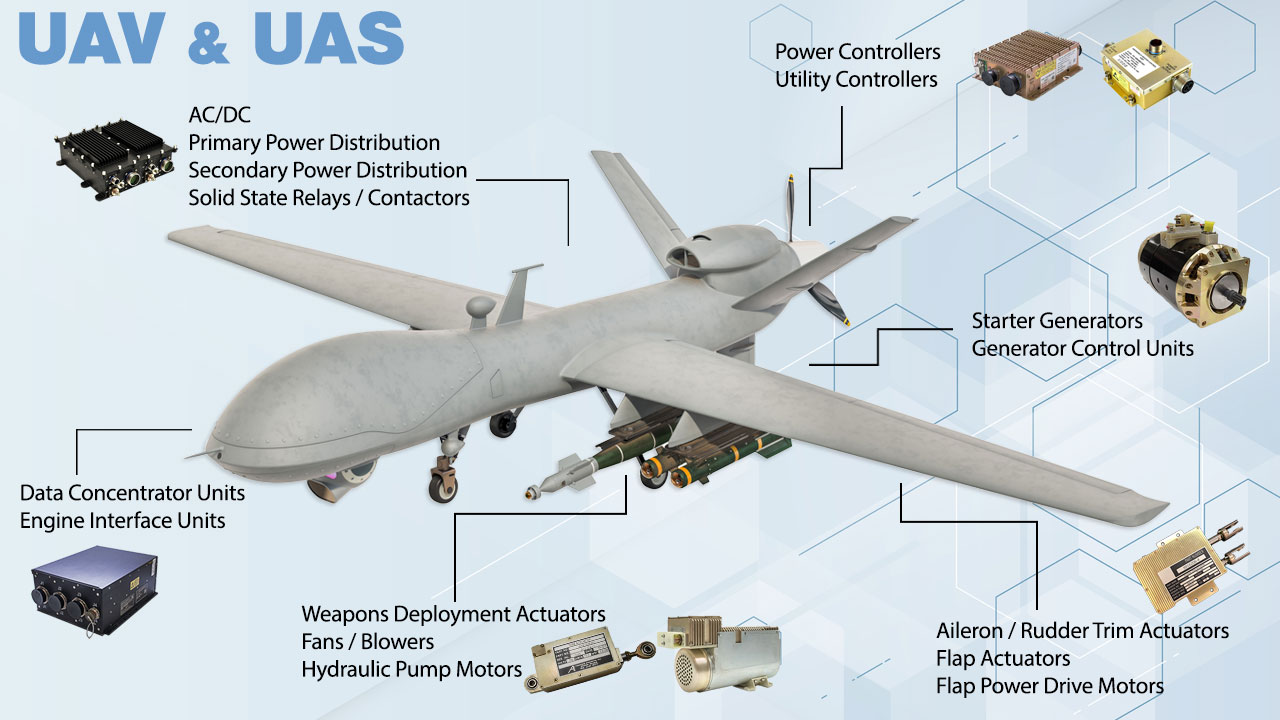 UAV & UAS
AC/DC
Primary Power Distribution
Secondary Power Distribution
Solid State Relays / Contactors
Power Controllers
Utility Controllers
Starter Generators
Generator Control Units
Data Concentrator Units
Engine Interface Units
Weapons Deployment Actuators
Fans / Blowers
Hydraulic Pump Motors
Aileron / Rudder Trim Actuators
Flap Actuators
Flap Power Drive Motors